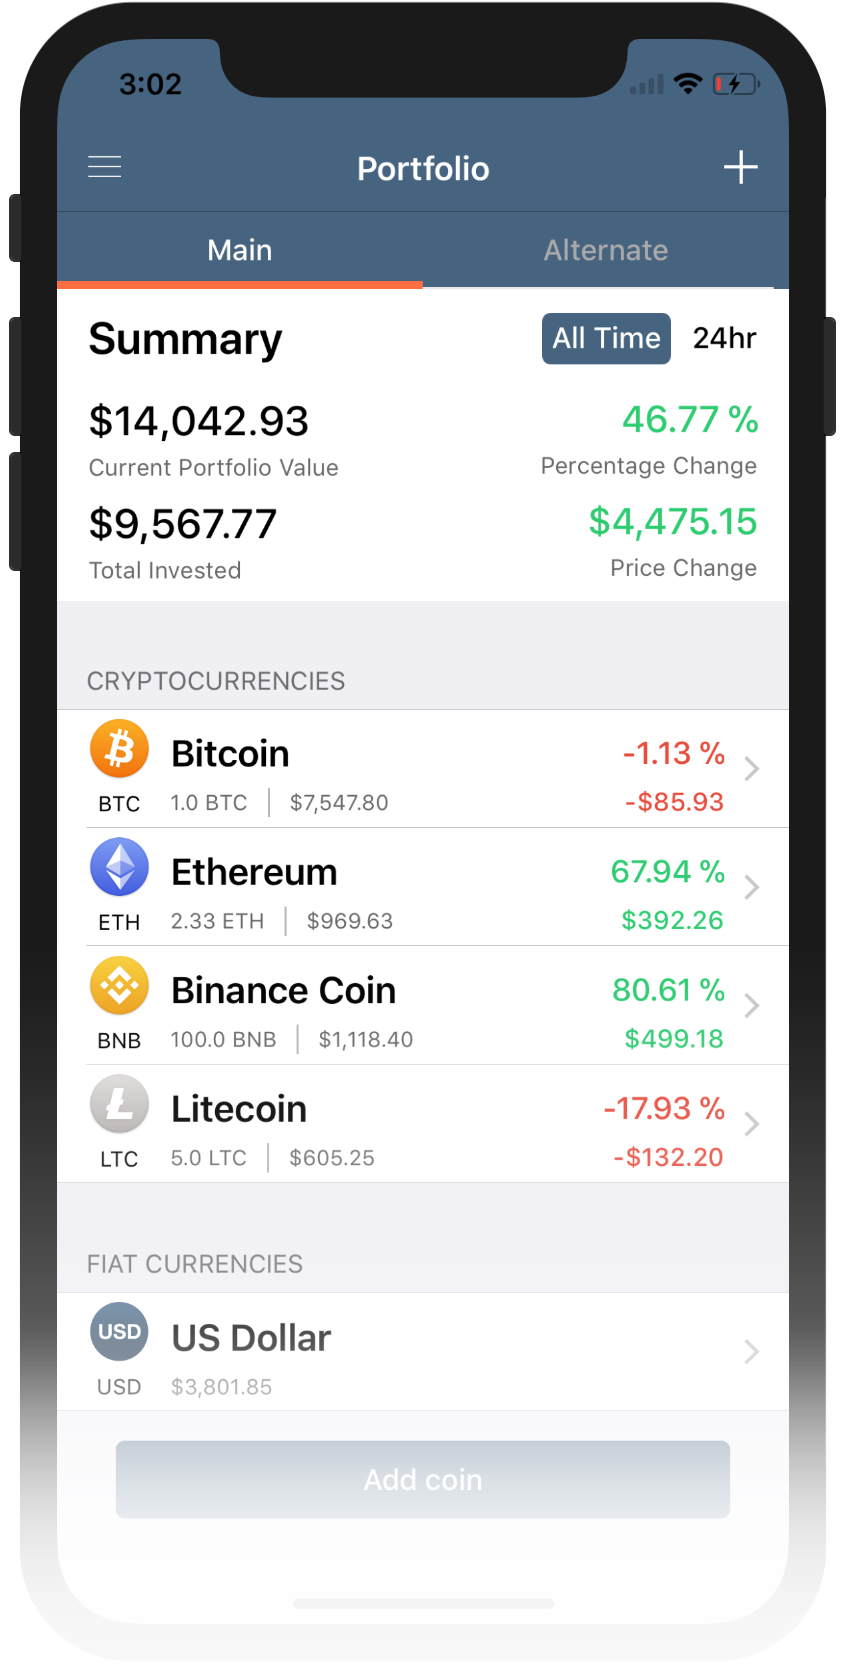 3:02
Portfolio
Main Alternate
Summary All Time 24hr
$14,042.93 46.77 %
Current Portfolio Value Percentage Change
$9,567.77 $4,475.15
Total Invested Price Change
CRYPTOCURRENCIES
Bitcoin -1.13 %
BTC 1.0 BTC $7,547.80 -$85.93
Ethereum 67.94 %
ETH 2.33 ETH $969.63 $392.26
Binance Coin 80.61 %
BNB 100.0 BNB $1,118.40 $499.18
Litecoin -17.93 %
LTC 5.0 LTC $605.25 -$132.20
FIAT CURRENCIES
USD US Dollar
USD $3,801.85
Add coin